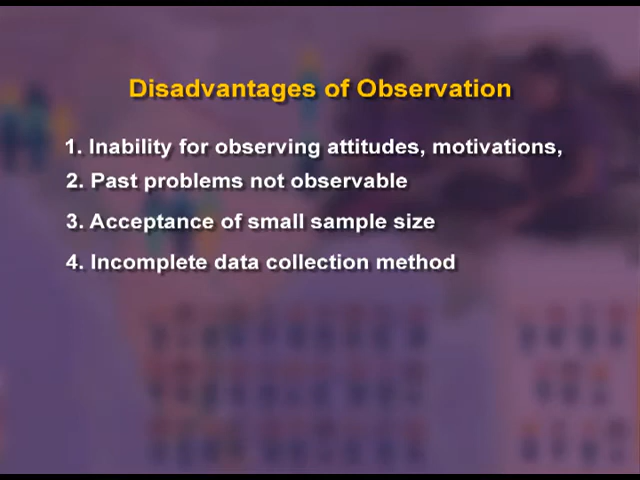 Disadvantages of Observation
1. Inability for observing attitudes, motivations,
2. Past problems not observable
3. Acceptance of small sample size
4. Incomplete data collection method